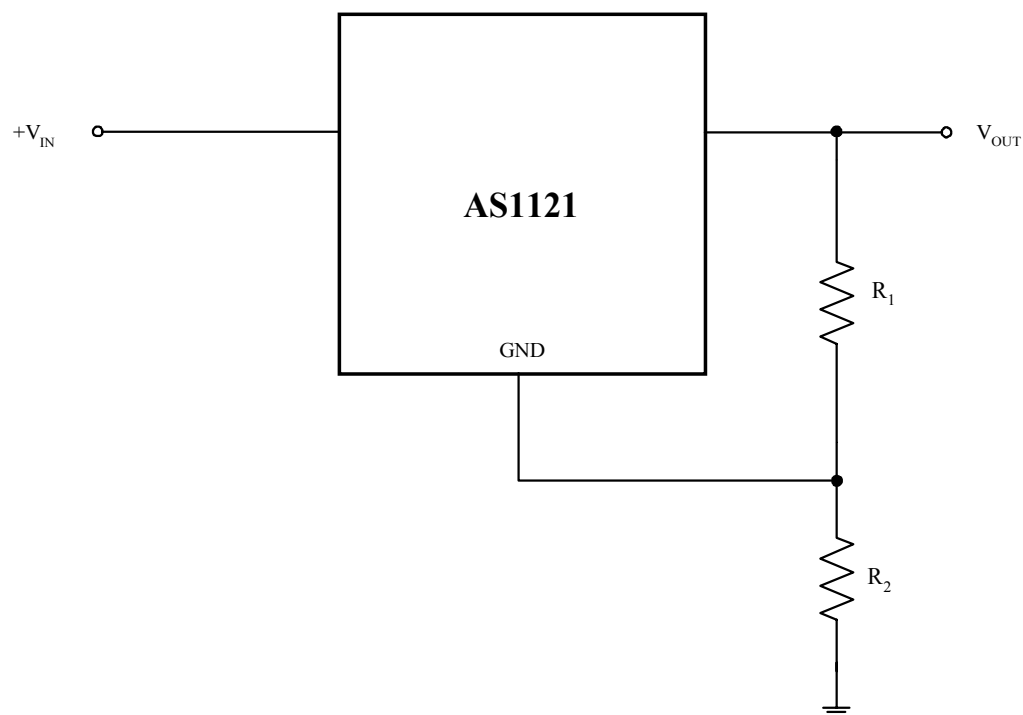 +V_IN
V_OUT
AS1121
R_1
GND
R_2